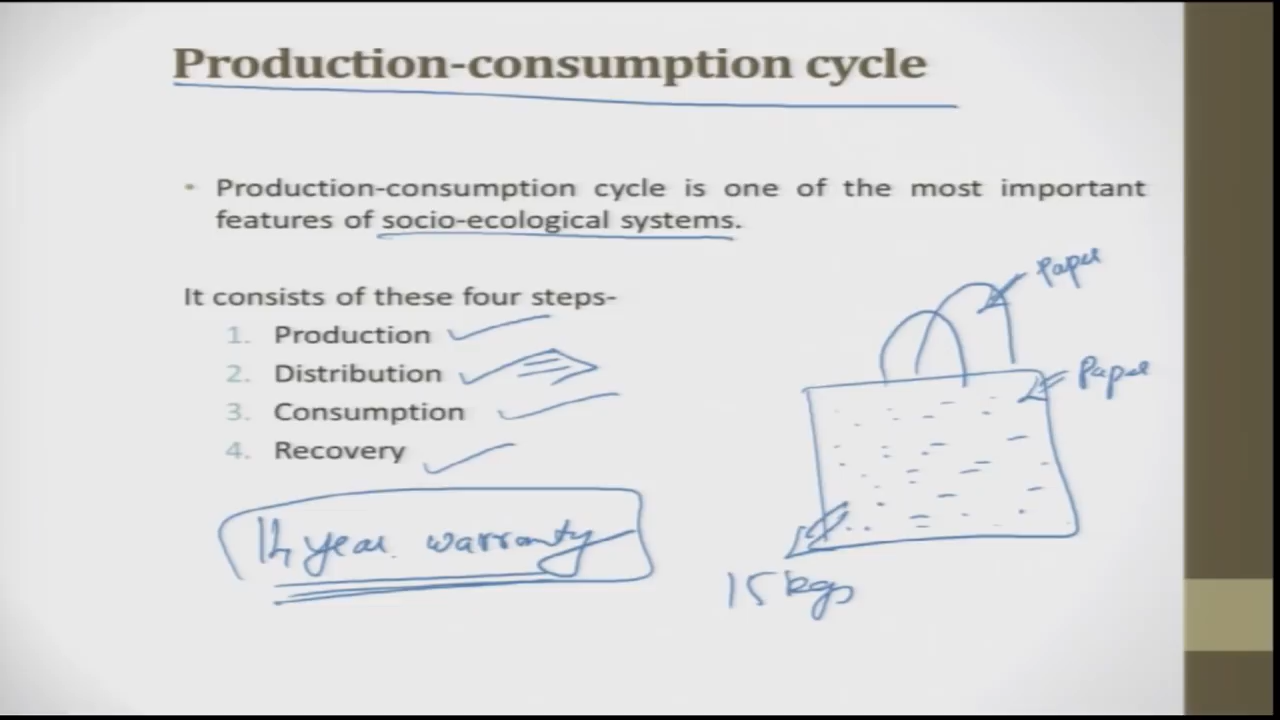 Production-consumption cycle
• Production-consumption cycle is one of the most important
features of socio-ecological systems.
It consists of these four steps-
1. Production
2. Distribution
3. Consumption
4. Recovery
year warranty
Paper
Paper
15 kgs